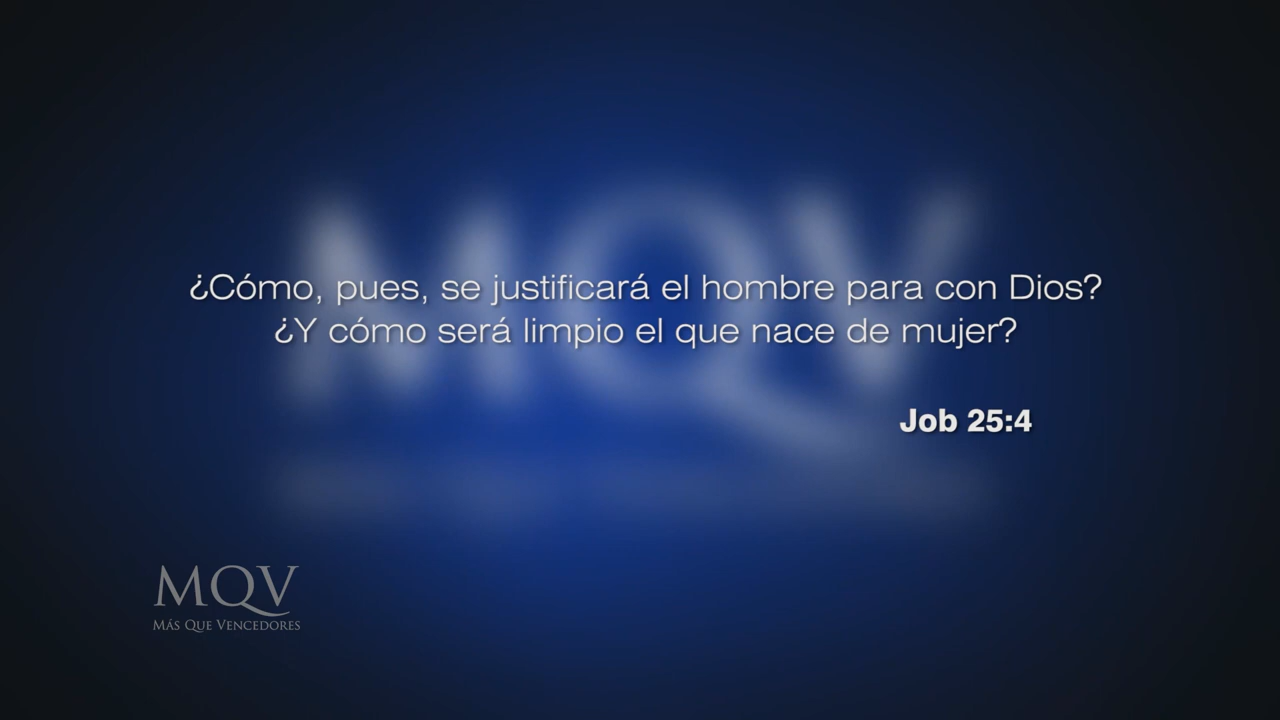 ¿Cómo, pues, se justificará el hombre para con Dios?
¿Y cómo será limpio el que nace de mujer?
Job 25:4
MQV
MÁS QUE VENCEDORES